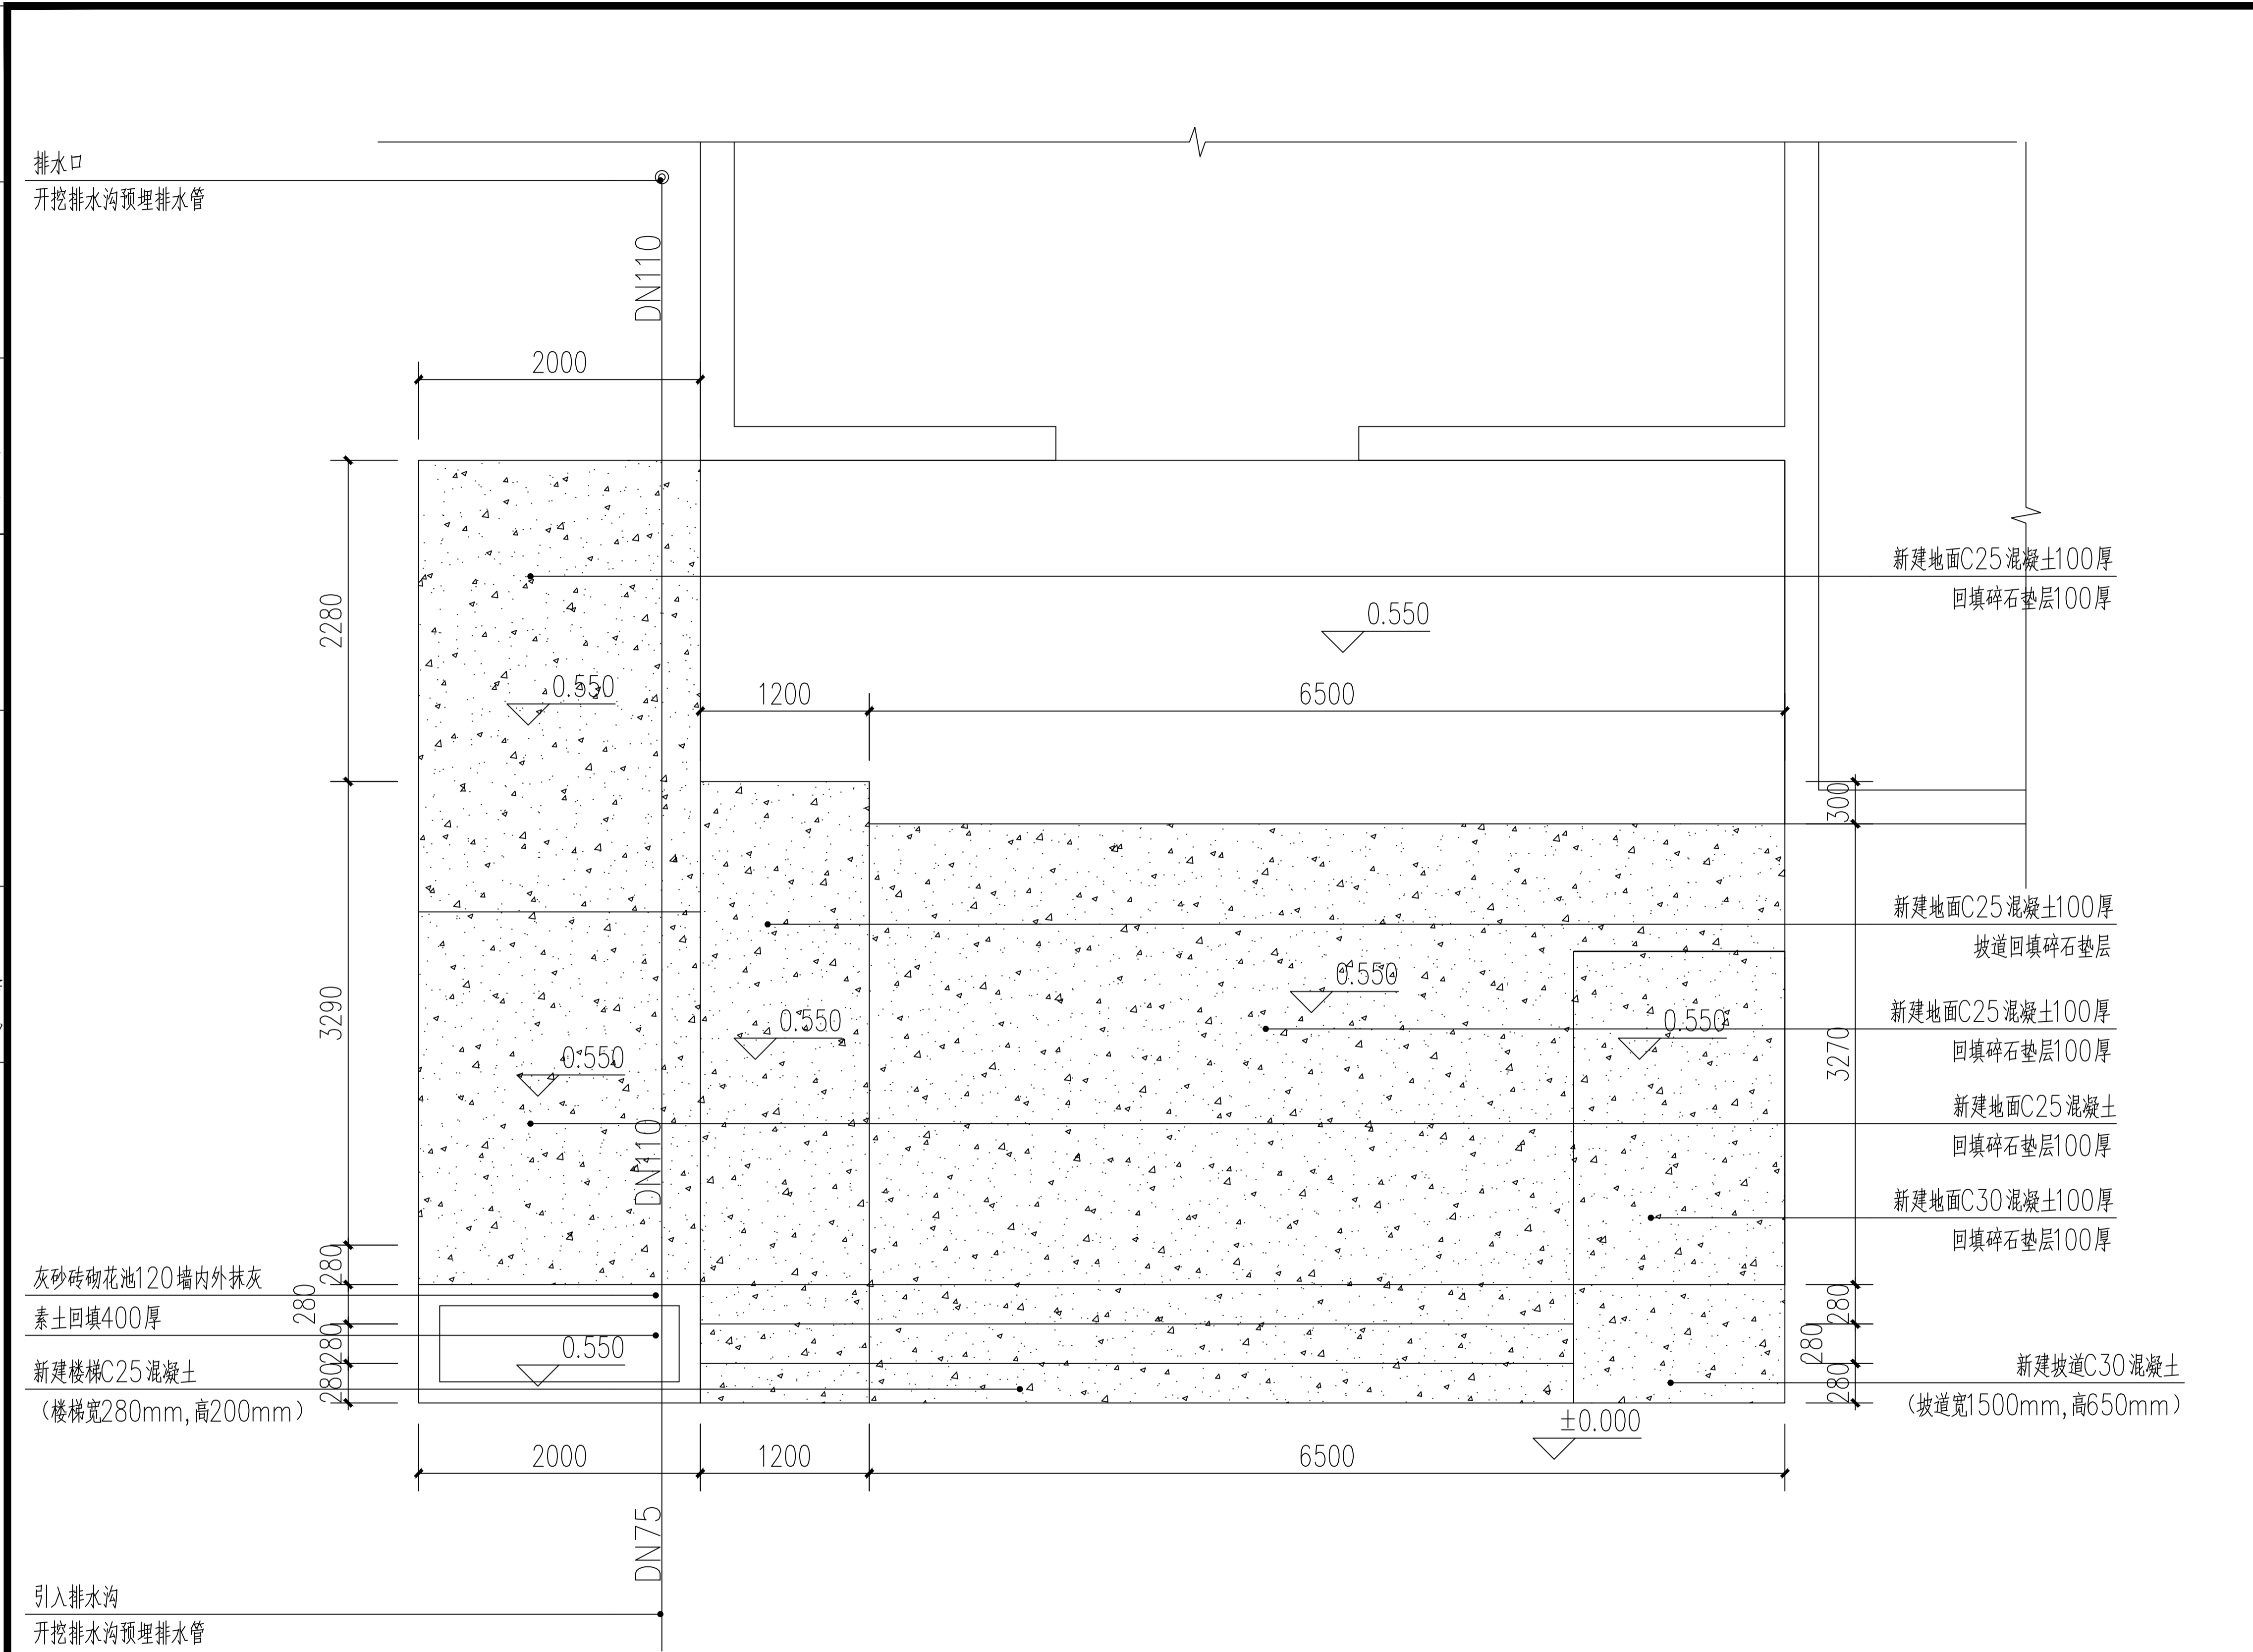 排水口
开挖排水沟预埋排水管
DN110
2000
新建地面C25混凝土100厚
回填碎石垫层100厚
0.550
2280
0.550
1200
6500
300
新建地面C25混凝土100厚
坡道回填碎石垫层
0.550
3290
0.550
0.550
新建地面C25混凝土100厚
回填碎石垫层100厚
3270
0.550
DN110
新建地面C25混凝土
回填碎石垫层100厚
新建地面C30混凝土100厚
回填碎石垫层100厚
280
灰砂砖砌花池120墙内外抹灰
280
素土回填400厚
280
280
280
0.550
新建楼梯C25混凝土
280
280
新建坡道C30混凝土
（楼梯宽280mm,高200mm）
（坡道宽1500mm,高650mm）
±0.000
2000
1200
6500
DN75
引入排水沟
开挖排水沟预埋排水管